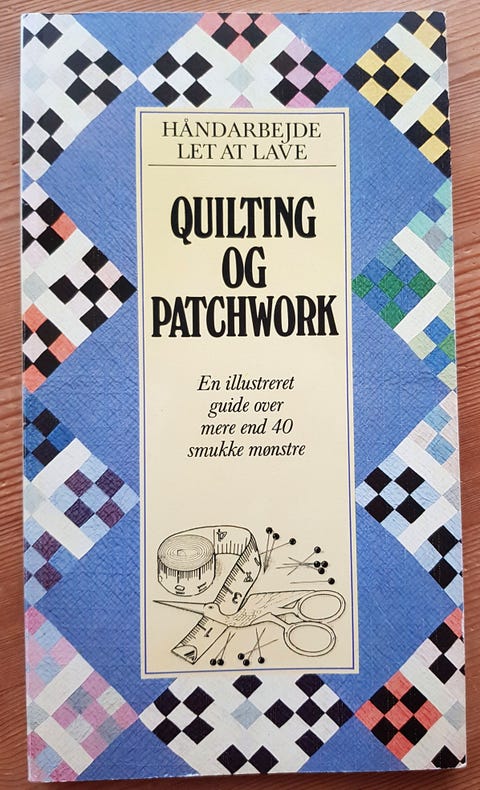 HÅNDARBEJDE
LET AT LAVE
QUILTING
OG
PATCHWORK
En illustreret
guide over
mere end 40
smukke mønstre